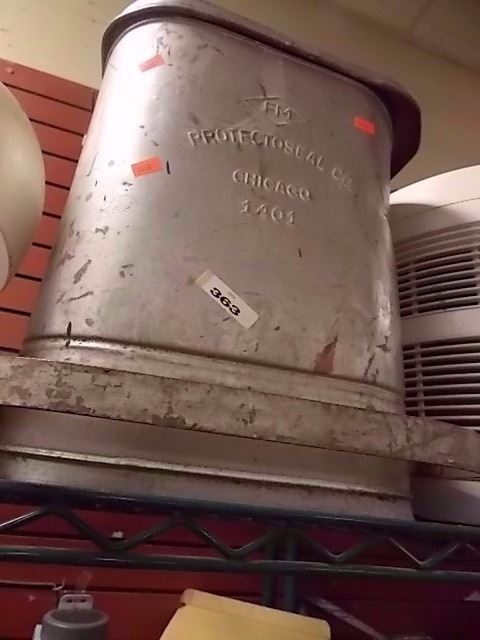 FM
PROTECTOSEAL CO.
CHICAGO
1401
363